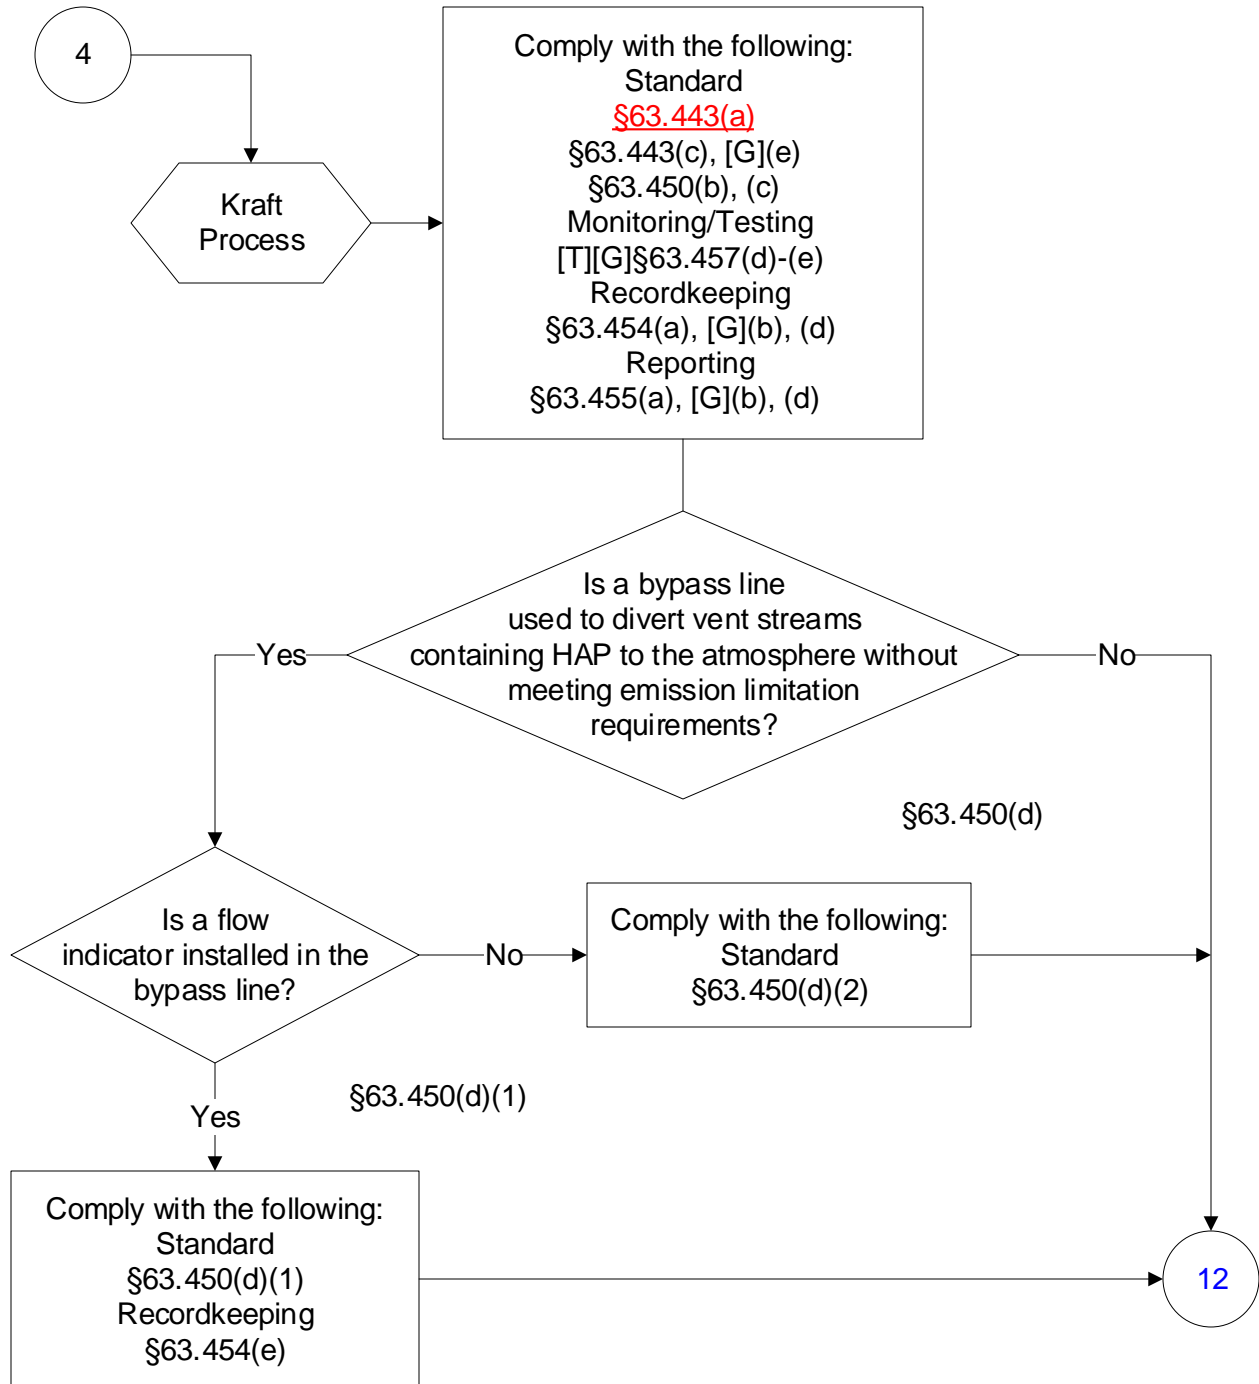 4
Comply with the following:
Standard
§63.443(a)
§63.443(c), [G](e)
§63.450(b), (c)
Monitoring/Testing
[T][G]§63.457(d)-(e)
Recordkeeping
§63.454(a), [G](b), (d)
Reporting
§63.455(a), [G](b), (d)
Kraft
Process
Is a bypass line
used to divert vent streams
containing HAP to the atmosphere without
meeting emission limitation
requirements?
Yes
No
§63.450(d)
Is a flow
indicator installed in the
bypass line?
No
Comply with the following:
Standard
§63.450(d)(2)
§63.450(d)(1)
Yes
Comply with the following:
Standard
§63.450(d)(1)
Recordkeeping
§63.454(e)
12